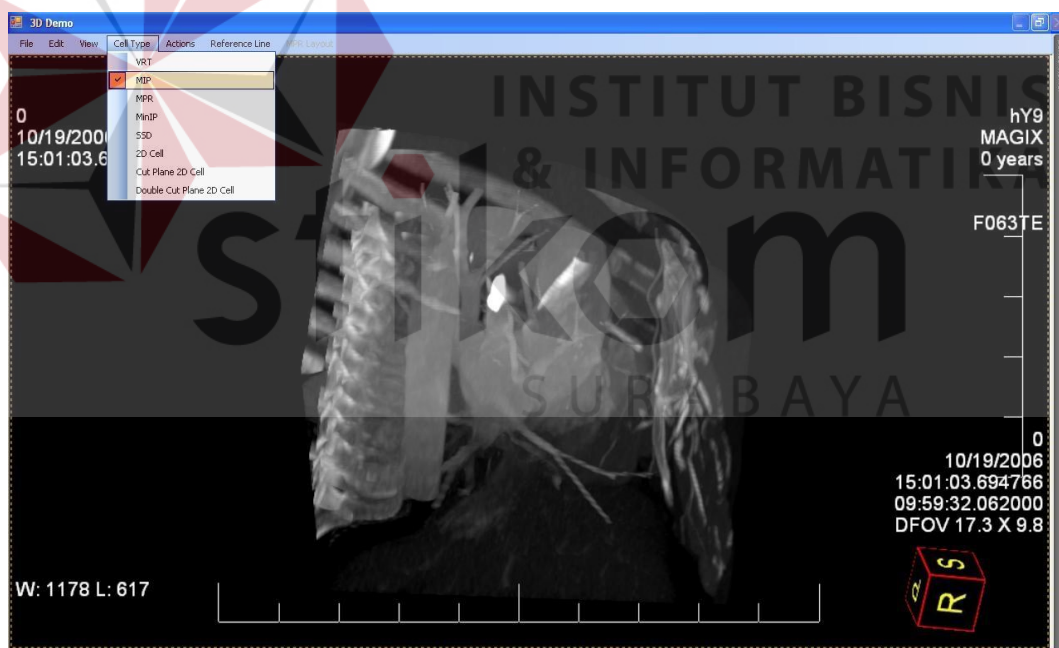 3D Demo
File Edit View Cell Type Actions Reference Line MPR Layout
VRT
MIP
MPR
MinIP
SSD
2D Cell
Cut Plane 2D Cell
Double Cut Plane 2D Cell
0
10/19/200
15:01:03.6
hY9
MAGIX
0 years
F063TE
INSTITUT BISNIS
& INFORMATIKA
stikom
SURABAYA
0
10/19/2006
15:01:03.694766
09:59:32.062000
DFOV 17.3 X 9.8
W: 1178 L: 617
S
R